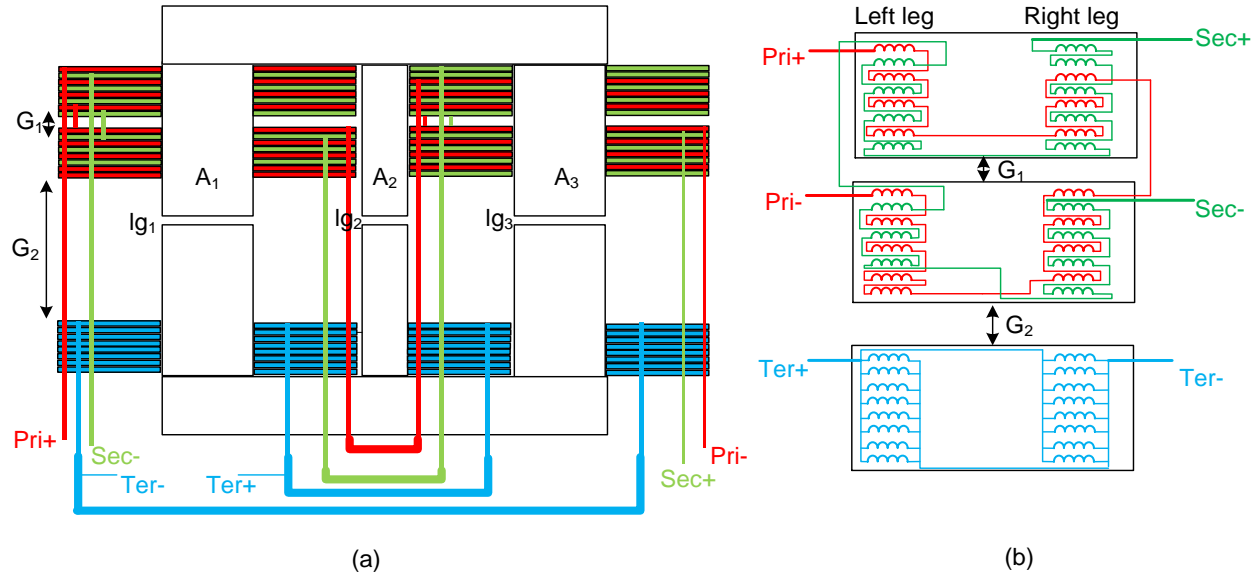 G1
A1
A2
A3
lg1
lg2
lg3
G2
Pri+
Sec-
Ter-
Ter+
Sec+
Pri-
(a)
Left leg
Right leg
Pri+
Sec+
G1
Pri-
Sec-
G2
Ter+
Ter-
(b)